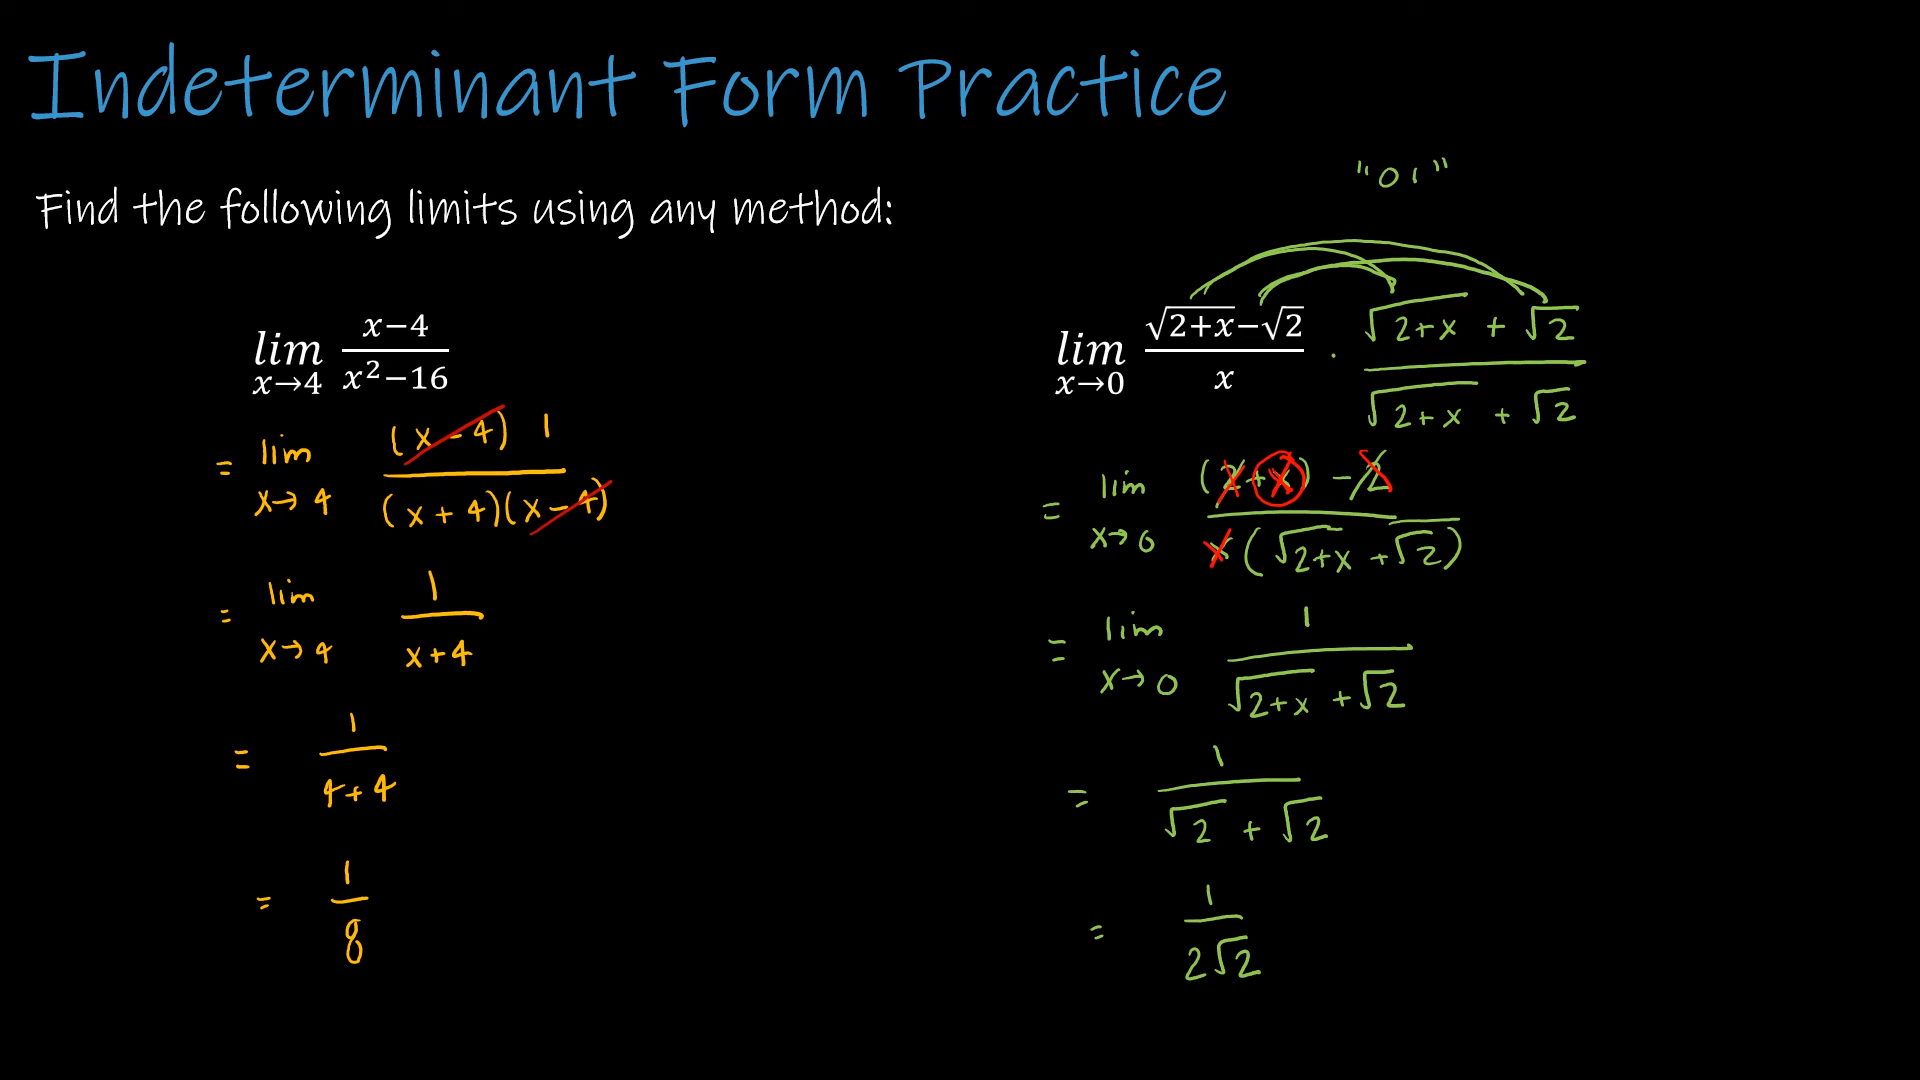 Indeterminant Form Practice
"01"
Find the following limits using any method:
lim x→4 (x−4)/(x²−16)
= lim x→4 (x-4) 1 / (x+4)(x-4)
= lim x→4 1/(x+4)
= 1/(4+4)
= 1/8
lim x→0 (√(2+x)−√2)/x · (√(2+x) + √2)/(√(2+x) + √2)
= lim x→0 ((2+x) - 2)/(x(√(2+x) + √2))
= lim x→0 1/(√(2+x) + √2)
= 1/(√2 + √2)
= 1/(2√2)